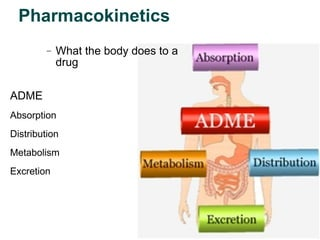 Pharmacokinetics
– What the body does to a
drug
ADME
Absorption
Distribution
Metabolism
Excretion
Absorption
ADME
Metabolism
Distribution
Excretion